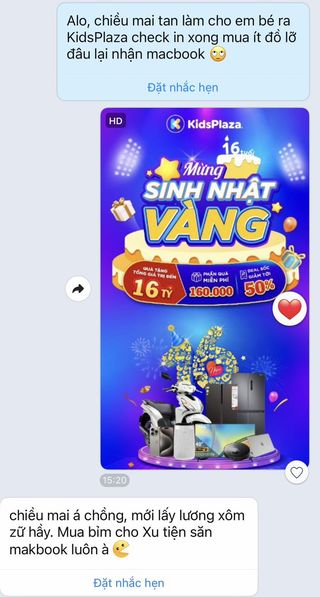 Alo, chiều mai tan làm cho em bé ra
KidsPlaza check in xong mua ít đồ lỡ
đâu lại nhận macbook 🙄
Đặt nhắc hẹn
HD
KidsPlaza
16 tuổi
Mừng
SINH NHẬT
VÀNG
QUÀ TẶNG
TỔNG GIÁ TRỊ ĐẾN
16 TỶ
PHẦN QUÀ
MIỄN PHÍ
160.000
DEAL SỐC
GIẢM TỚI
50%
16
15:20
chiều mai á chồng, mới lấy lương xôm
zữ hầy. Mua bỉm cho Xu tiện săn
makbook luôn à
Đặt nhắc hẹn